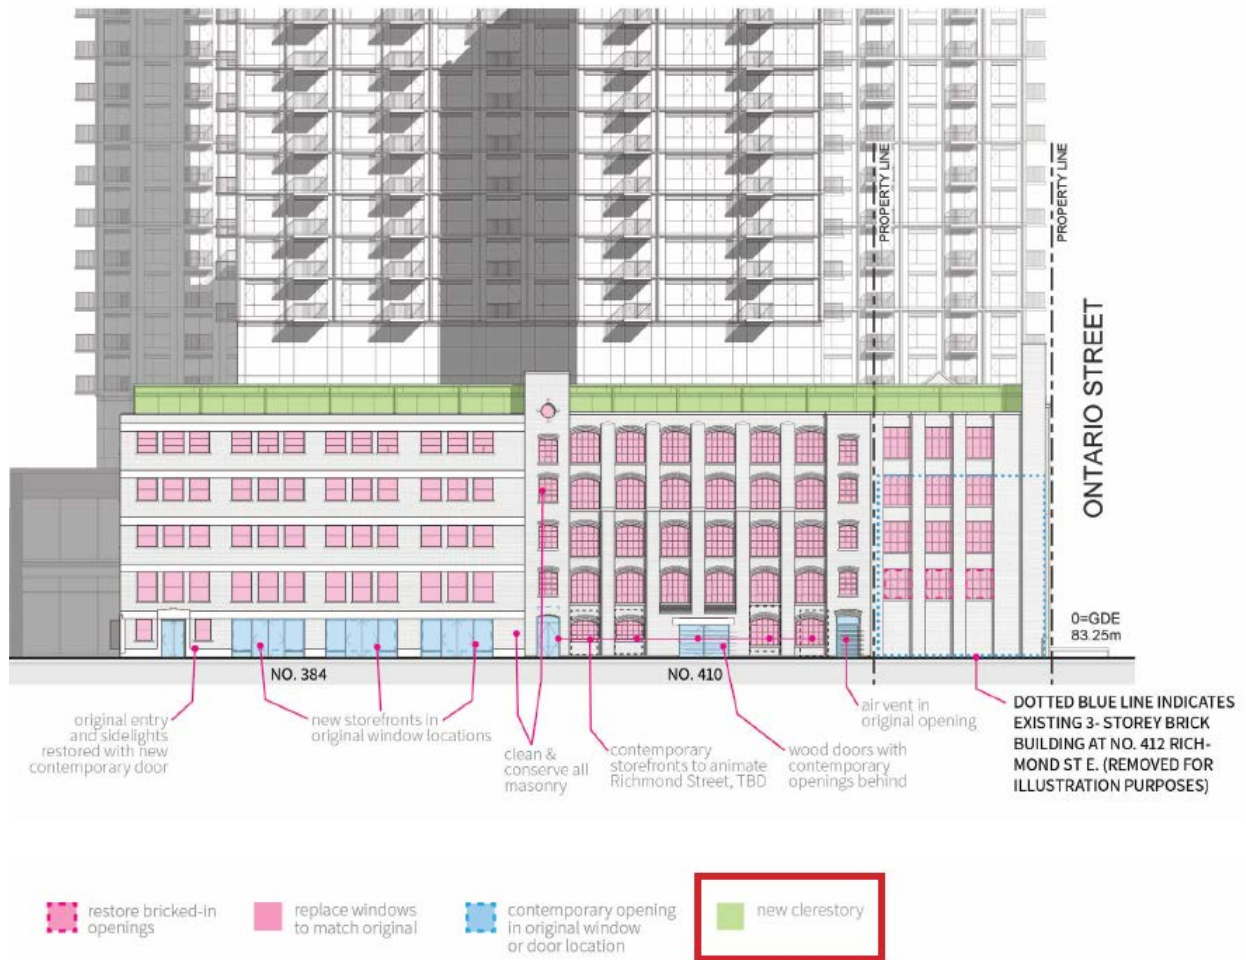 PROPERTY LINE
PROPERTY LINE
ONTARIO STREET
0=GDE
83.25m
NO. 384
NO. 410
original entry
and sidelights
restored with new
contemporary door
new storefronts in
original window locations
clean &
conserve all
masonry
contemporary
storefronts to animate
Richmond Street, TBD
wood doors with
contemporary
openings behind
air vent in
original opening
DOTTED BLUE LINE INDICATES
EXISTING 3- STOREY BRICK
BUILDING AT NO. 412 RICH-
MOND ST E. (REMOVED FOR
ILLUSTRATION PURPOSES)
restore bricked-in
openings
replace windows
to match original
contemporary opening
in original window
or door location
new clerestory